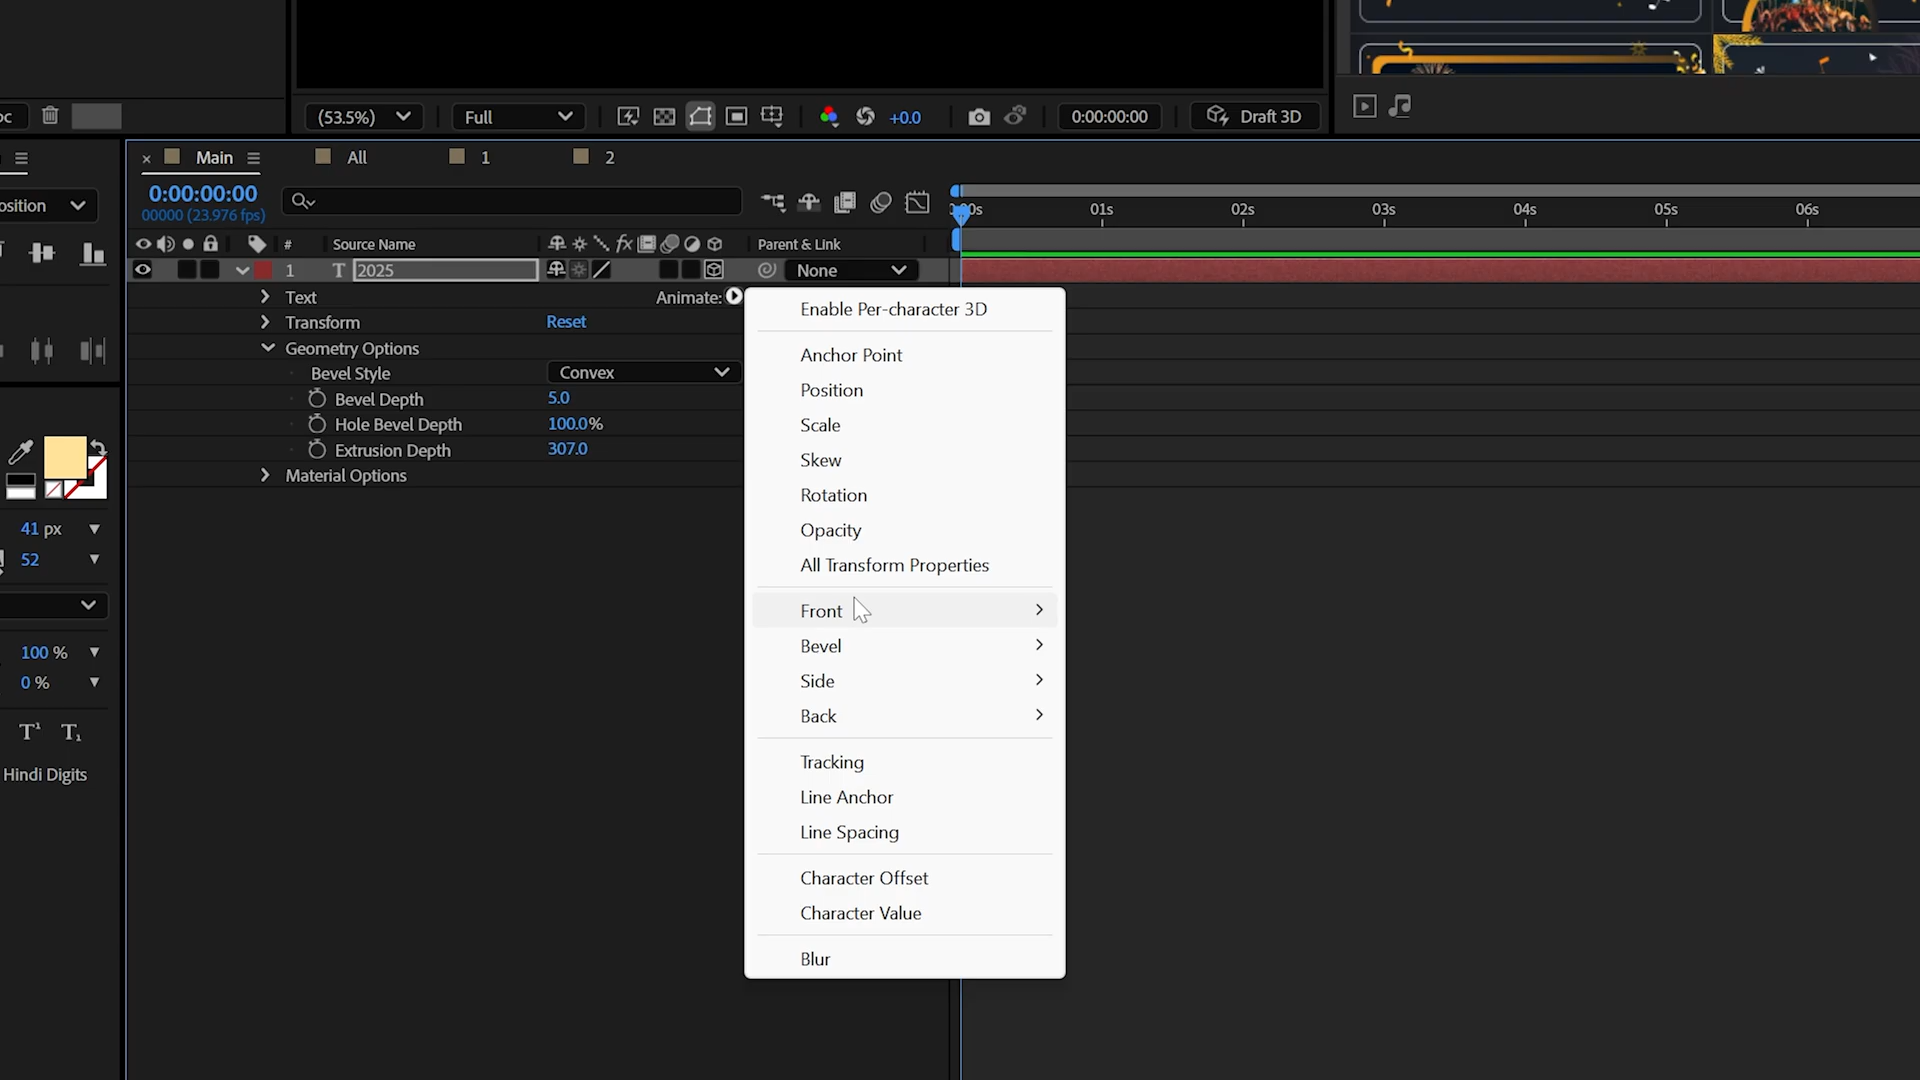 (53.5%)
Full
+0.0
0:00:00:00
Draft 3D
Main
All
1
2
osition
0:00:00:00
00000 (23.976 fps)
01s
02s
03s
04s
05s
06s
#
Source Name
fx
Parent & Link
1
T
2025
None
Text
Animate:
Transform
Reset
Geometry Options
Bevel Style
Convex
Bevel Depth
5.0
Hole Bevel Depth
100.0%
Extrusion Depth
307.0
Material Options
Enable Per-character 3D
Anchor Point
Position
Scale
Skew
Rotation
Opacity
All Transform Properties
Front
Bevel
Side
Back
Tracking
Line Anchor
Line Spacing
Character Offset
Character Value
Blur
41 px
52
100 %
0 %
T¹ T₁
Hindi Digits